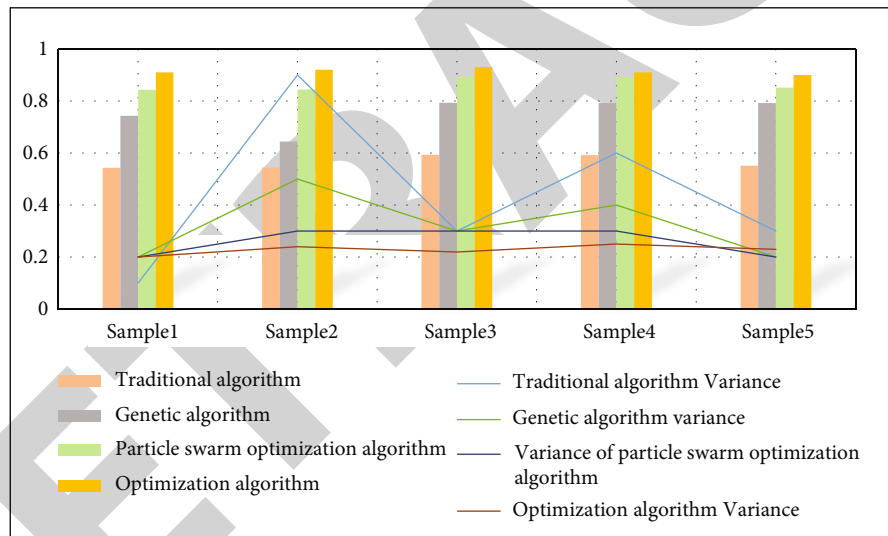 1
0.8
0.6
0.4
0.2
0
Sample1 Sample2 Sample3 Sample4 Sample5
Traditional algorithm
Genetic algorithm
Particle swarm optimization algorithm
Optimization algorithm
Traditional algorithm Variance
Genetic algorithm variance
Variance of particle swarm optimization
algorithm
Optimization algorithm Variance